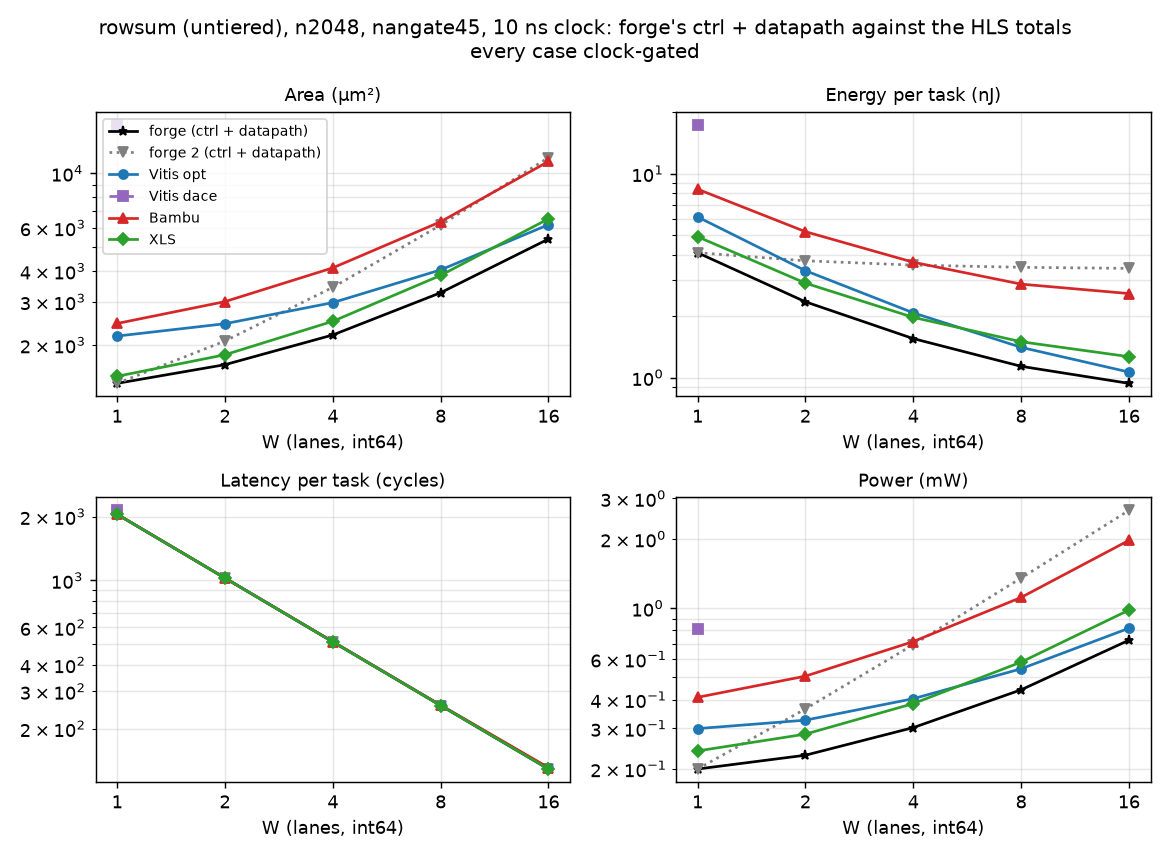 rowsum (untiered), n2048, nangate45, 10 ns clock: forge's ctrl + datapath against the HLS totals
every case clock-gated
Area (µm²)
forge (ctrl + datapath)
forge 2 (ctrl + datapath)
Vitis opt
Vitis dace
Bambu
XLS
10⁴
6 × 10³
4 × 10³
3 × 10³
2 × 10³
1 2 4 8 16
W (lanes, int64)
Energy per task (nJ)
10¹
10⁰
1 2 4 8 16
W (lanes, int64)
Latency per task (cycles)
2 × 10³
10³
6 × 10²
4 × 10²
3 × 10²
2 × 10²
1 2 4 8 16
W (lanes, int64)
Power (mW)
3 × 10⁰
2 × 10⁰
10⁰
6 × 10⁻¹
4 × 10⁻¹
3 × 10⁻¹
2 × 10⁻¹
1 2 4 8 16
W (lanes, int64)